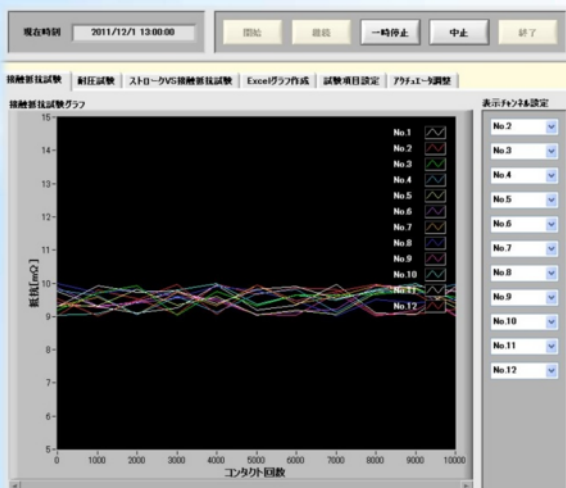 現在時刻 2011/12/1 13:00:00 開始 継続 一時停止 中止 終了
接触抵抗試験 耐圧試験 ストロークVS接触抵抗試験 Excelグラフ作成 試験項目設定 アクチュエータ調整
接触抵抗試験グラフ
表示チャンネル設定
15
14
13
12
11
10
9
8
7
6
5
抵抗[mΩ]
No.1
No.2
No.3
No.4
No.5
No.6
No.7
No.8
No.9
No.10
No.11
No.12
0 1000 2000 3000 4000 5000 6000 7000 8000 9000 10000
コンタクト回数
No.2
No.3
No.4
No.5
No.6
No.7
No.8
No.9
No.10
No.11
No.12